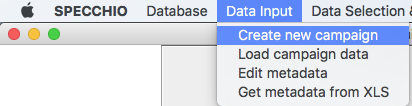 SPECCHIO Database Data Input Data Selection &
Create new campaign
Load campaign data
Edit metadata
Get metadata from XLS